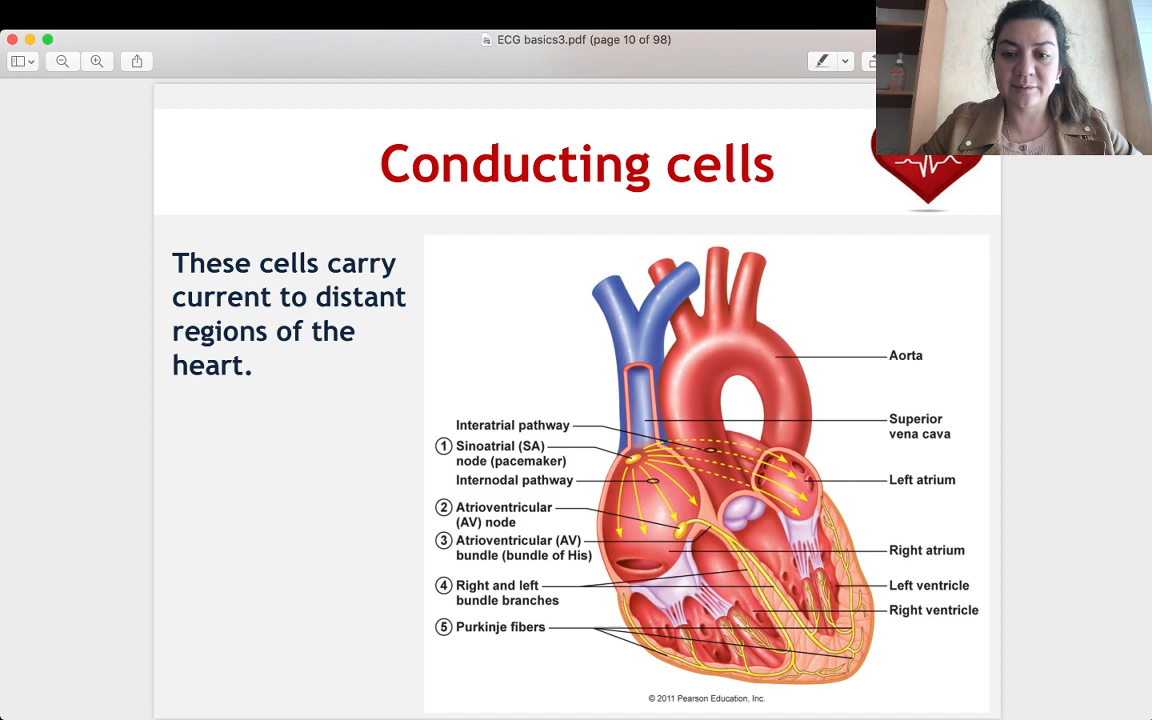 ECG basics3.pdf (page 10 of 98)
Conducting cells
These cells carry
current to distant
regions of the
heart.
Interatrial pathway
1 Sinoatrial (SA)
node (pacemaker)
Internodal pathway
2 Atrioventricular
(AV) node
3 Atrioventricular (AV)
bundle (bundle of His)
4 Right and left
bundle branches
5 Purkinje fibers
Aorta
Superior
vena cava
Left atrium
Right atrium
Left ventricle
Right ventricle
© 2011 Pearson Education, Inc.